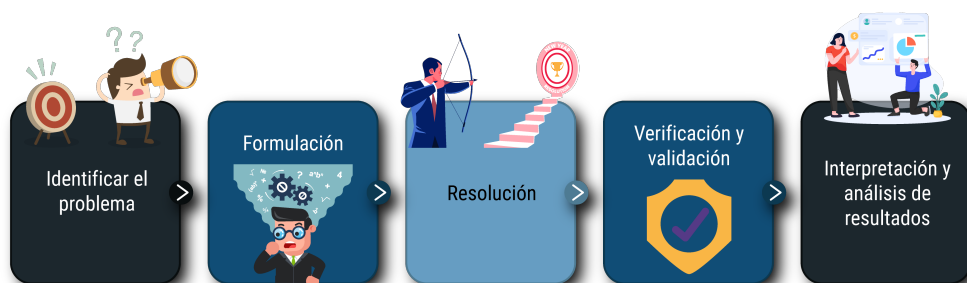 Identificar el
problema
Formulación
Resolución
Verificación y
validación
Interpretación y
análisis de
resultados